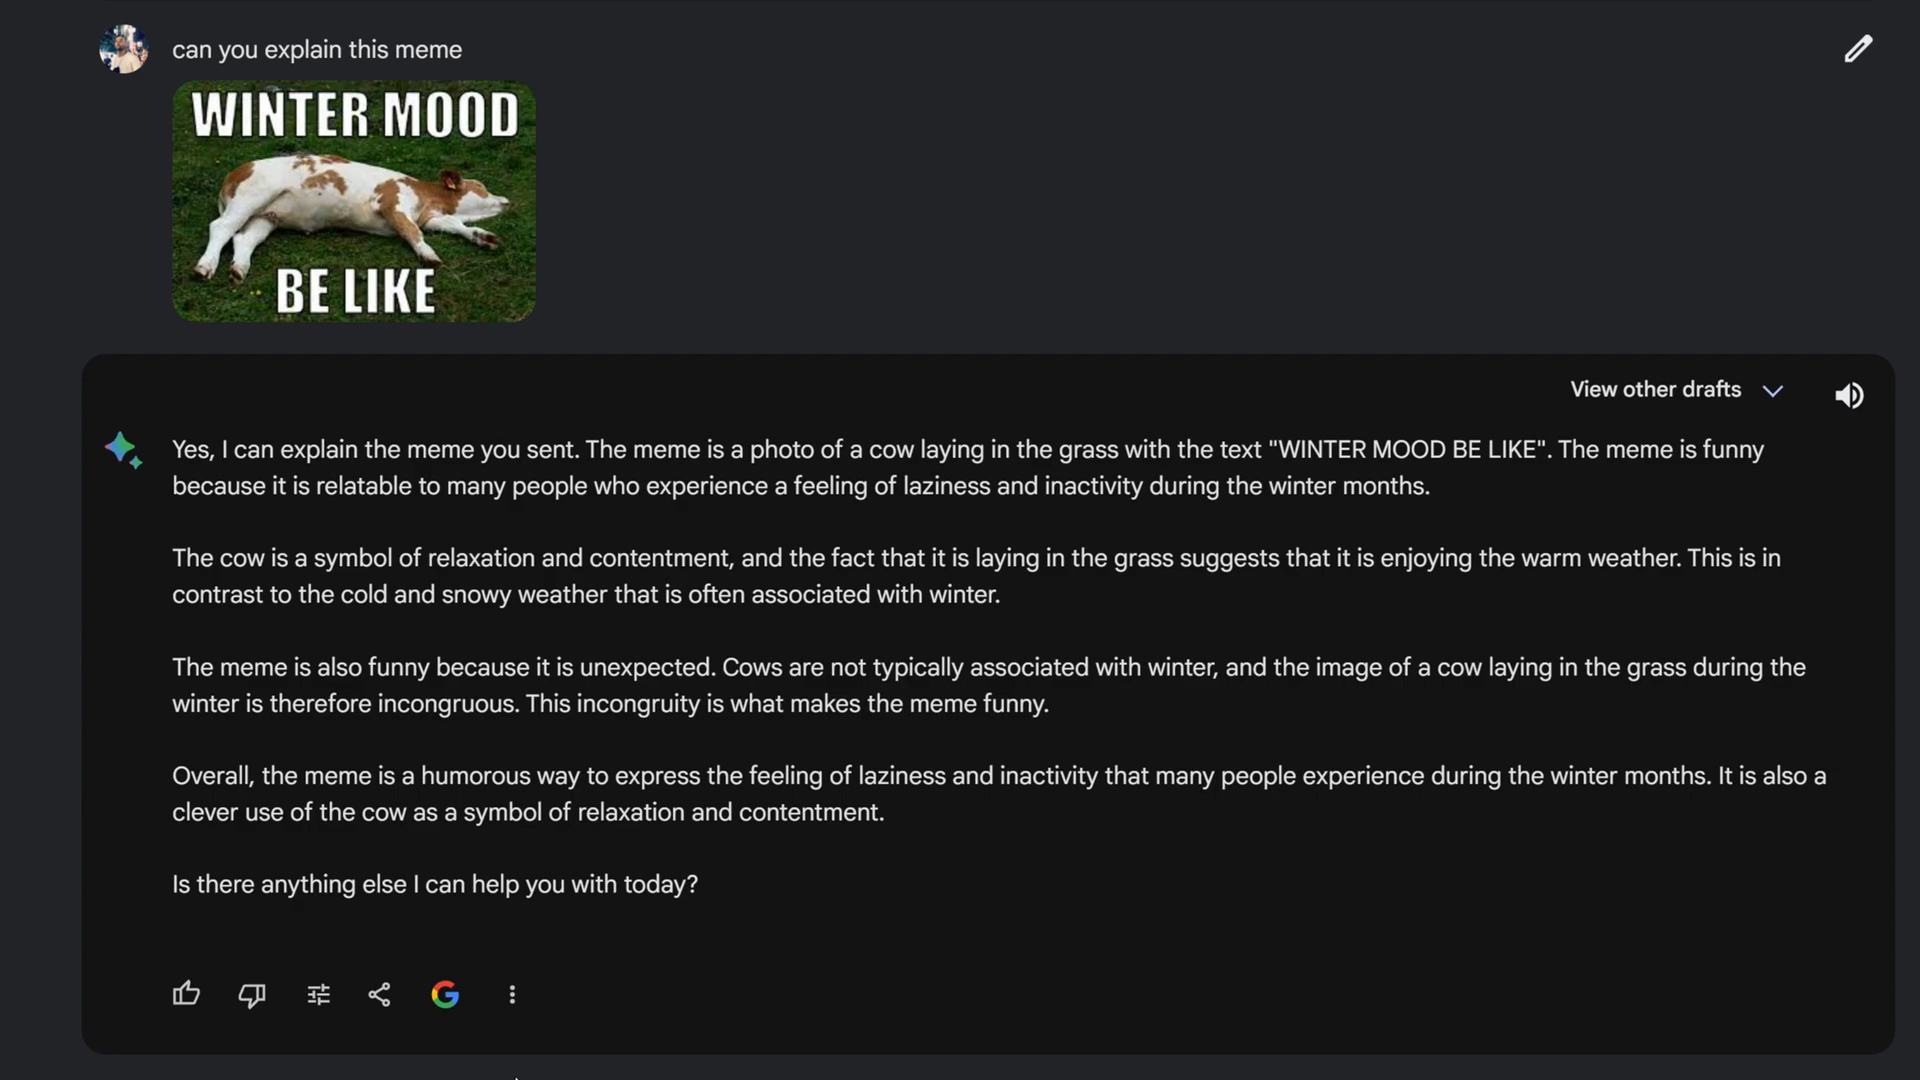 can you explain this meme
WINTER MOOD
BE LIKE
View other drafts
Yes, I can explain the meme you sent. The meme is a photo of a cow laying in the grass with the text "WINTER MOOD BE LIKE". The meme is funny
because it is relatable to many people who experience a feeling of laziness and inactivity during the winter months.
The cow is a symbol of relaxation and contentment, and the fact that it is laying in the grass suggests that it is enjoying the warm weather. This is in
contrast to the cold and snowy weather that is often associated with winter.
The meme is also funny because it is unexpected. Cows are not typically associated with winter, and the image of a cow laying in the grass during the
winter is therefore incongruous. This incongruity is what makes the meme funny.
Overall, the meme is a humorous way to express the feeling of laziness and inactivity that many people experience during the winter months. It is also a
clever use of the cow as a symbol of relaxation and contentment.
Is there anything else I can help you with today?